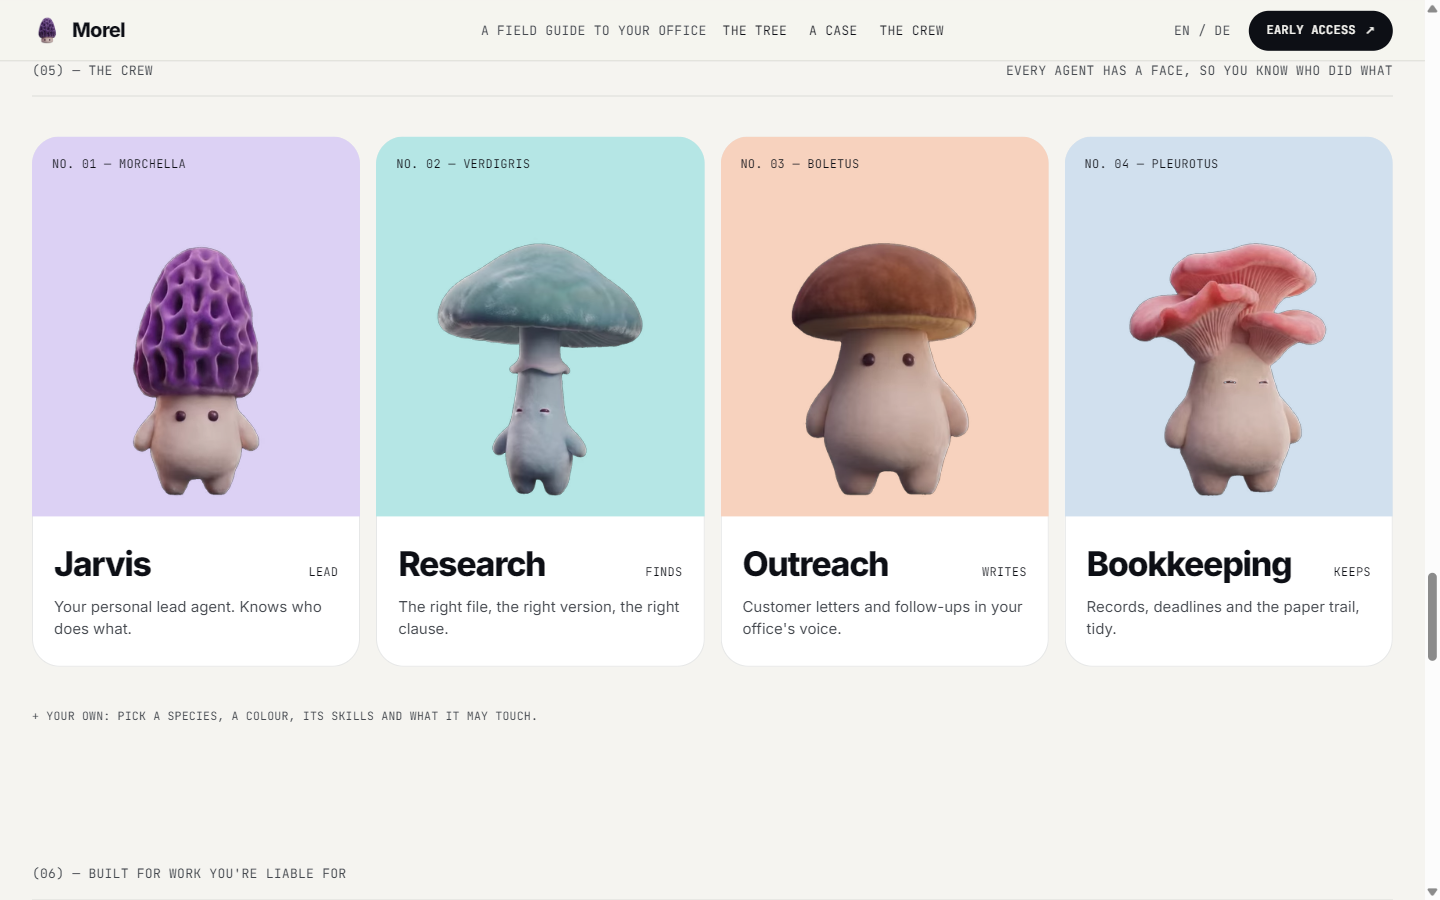 Morel
A FIELD GUIDE TO YOUR OFFICE
THE TREE
A CASE
THE CREW
EN / DE
EARLY ACCESS ↗
(05) — THE CREW
EVERY AGENT HAS A FACE, SO YOU KNOW WHO DID WHAT
NO. 01 — MORCHELLA
Jarvis
LEAD
Your personal lead agent. Knows who
does what.
NO. 02 — VERDIGRIS
Research
FINDS
The right file, the right version, the right
clause.
NO. 03 — BOLETUS
Outreach
WRITES
Customer letters and follow-ups in your
office's voice.
NO. 04 — PLEUROTUS
Bookkeeping
KEEPS
Records, deadlines and the paper trail,
tidy.
+ YOUR OWN: PICK A SPECIES, A COLOUR, ITS SKILLS AND WHAT IT MAY TOUCH.
(06) — BUILT FOR WORK YOU'RE LIABLE FOR